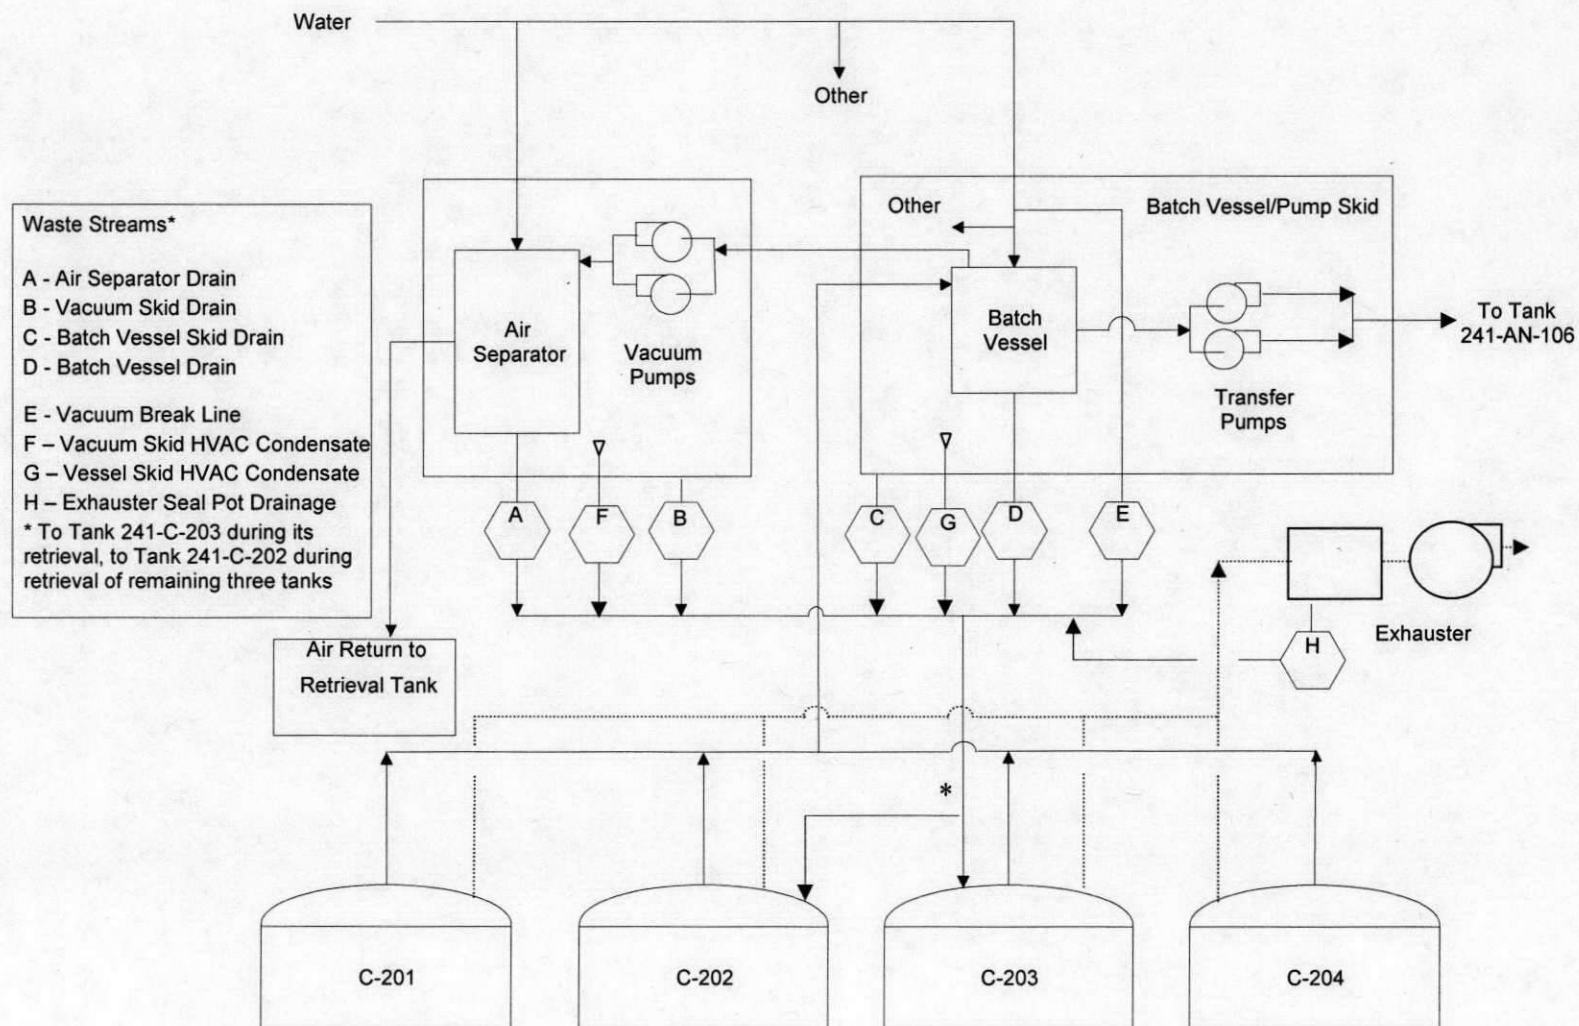 Water
Other
Waste Streams*
A - Air Separator Drain
B - Vacuum Skid Drain
C - Batch Vessel Skid Drain
D - Batch Vessel Drain
E - Vacuum Break Line
F – Vacuum Skid HVAC Condensate
G – Vessel Skid HVAC Condensate
H – Exhauster Seal Pot Drainage
* To Tank 241-C-203 during its
retrieval, to Tank 241-C-202 during
retrieval of remaining three tanks
Air
Separator
Vacuum
Pumps
Other
Batch Vessel/Pump Skid
Batch
Vessel
Transfer
Pumps
To Tank
241-AN-106
A
F
B
C
G
D
E
H
Exhauster
Air Return to
Retrieval Tank
*
C-201
C-202
C-203
C-204